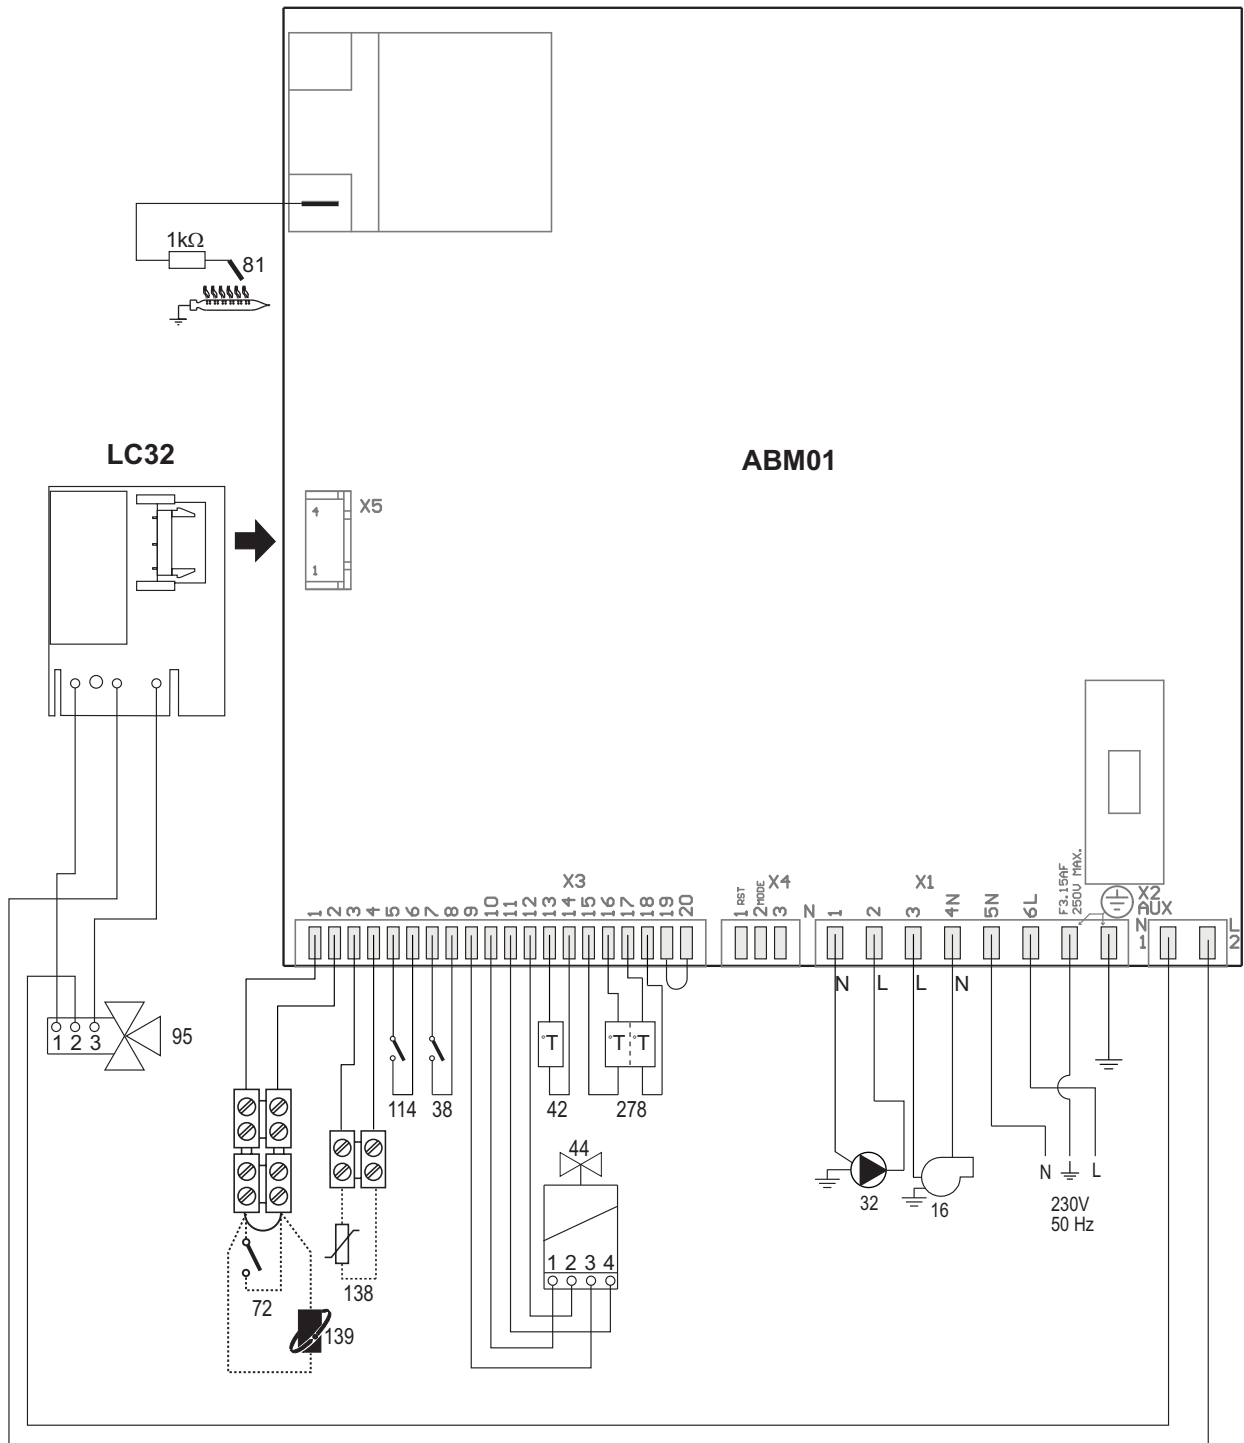 1kΩ
81
LC32
ABM01
X5
4
1
X3
X4
X1
X2
AUX
1 2 3 4 5 6 7 8 9 10 11 12 13 14 15 16 17 18 19 20
1 RST
2 MODE
3
N
1 2 3 4N 5N 6L
F3.15AF
250V MAX.
N
1
L
2
N L L N
1 2 3
95
°T
°T °T
114 38 42 278
44
N L
32 16
230V
50 Hz
1 2 3 4
138
72
139